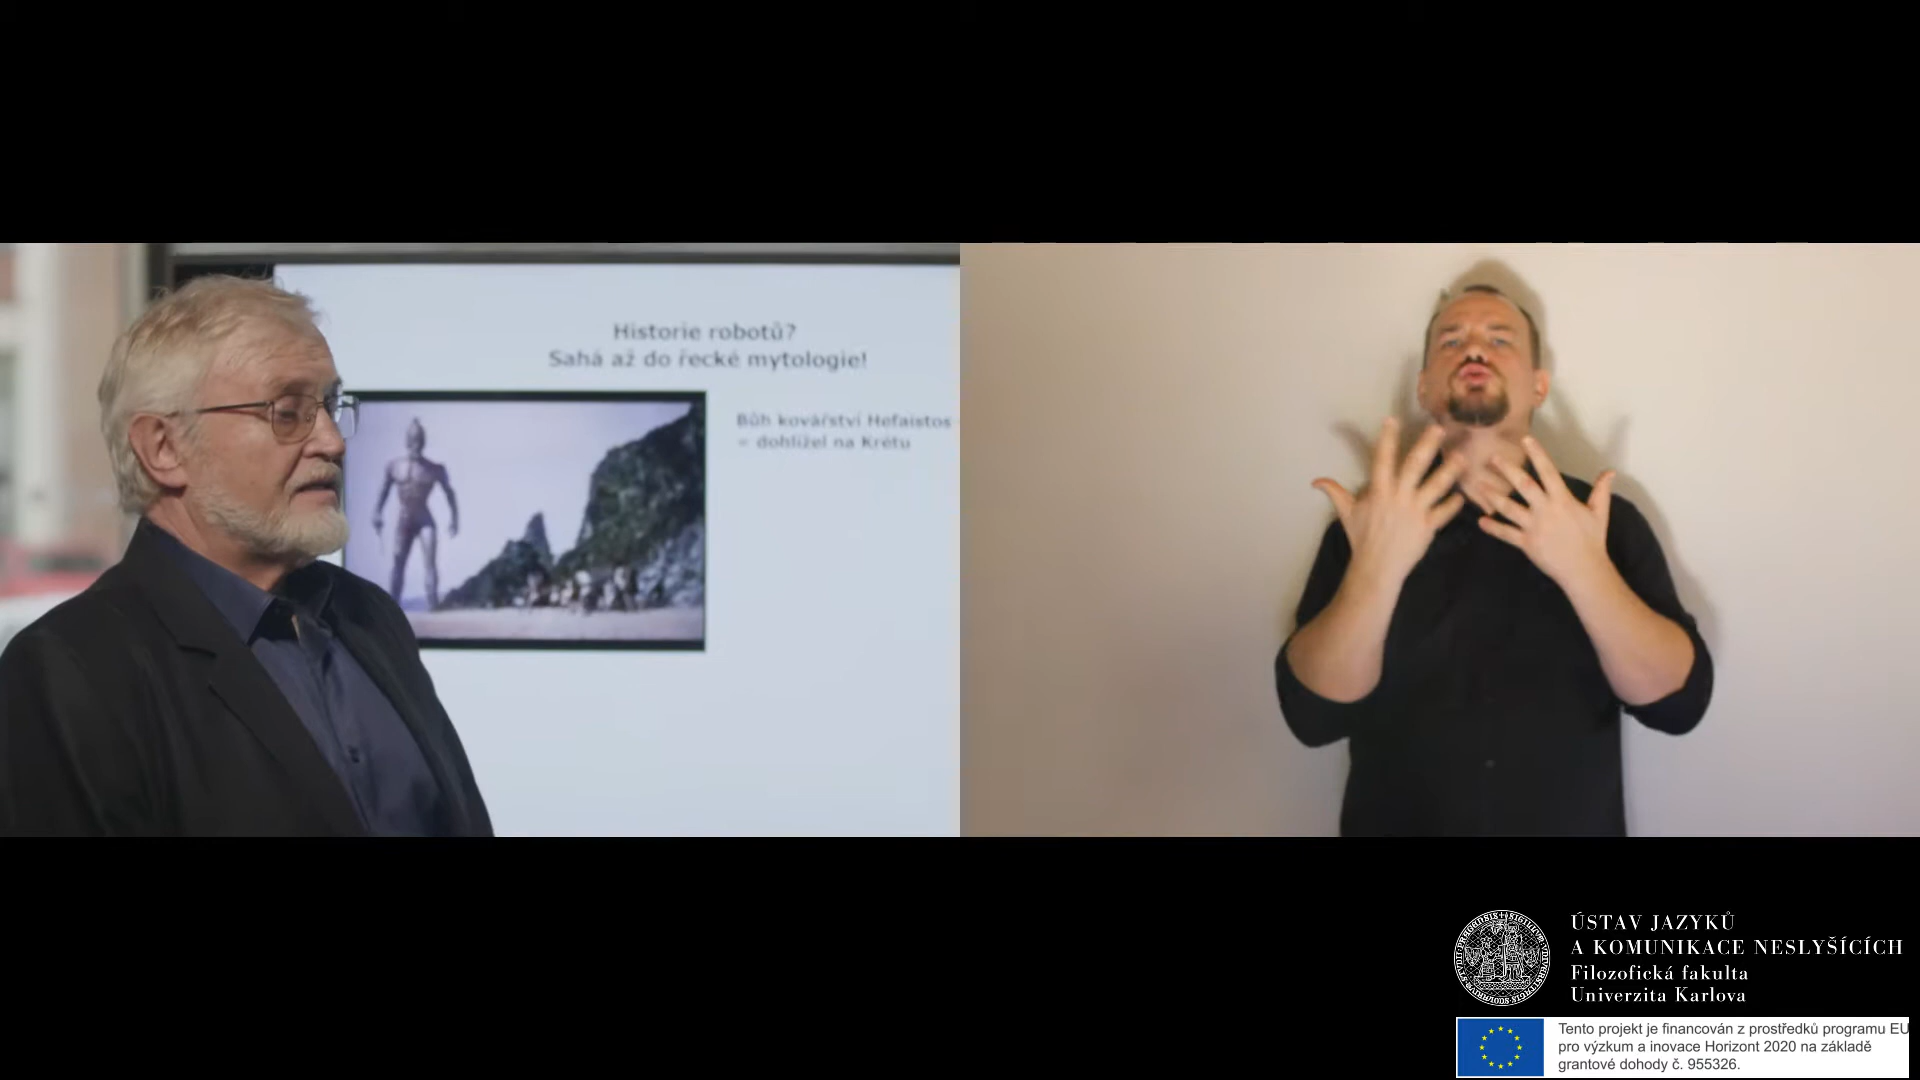 Historie robotů?
Sahá až do řecké mytologie!
Bůh kovářství Hefaistos
= dohlížel na Krétu
ÚSTAV JAZYKŮ
A KOMUNIKACE NESLYŠÍCÍCH
Filozofická fakulta
Univerzita Karlova
Tento projekt je financován z prostředků programu EU
pro výzkum a inovace Horizont 2020 na základě
grantové dohody č. 955326.